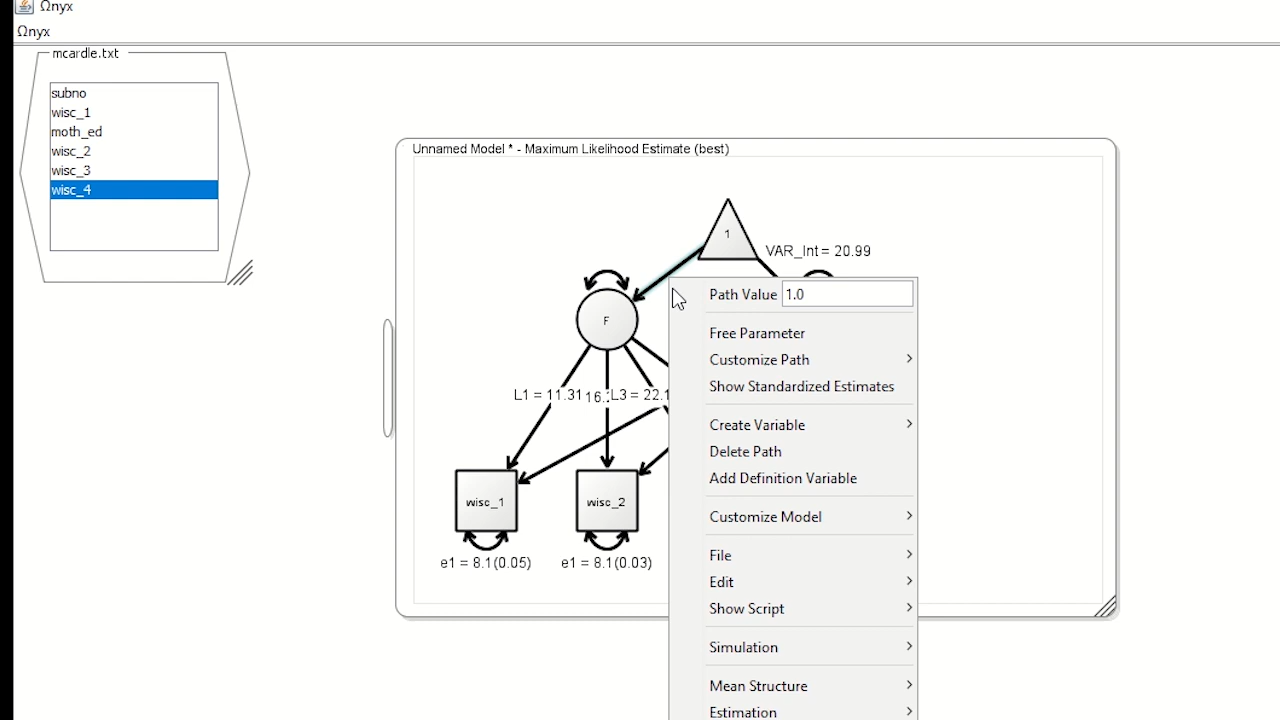 Ωnyx
Ωnyx
mcardle.txt
subno
wisc_1
moth_ed
wisc_2
wisc_3
wisc_4
Unnamed Model * - Maximum Likelihood Estimate (best)
1
VAR_Int = 20.99
F
L1 = 11.31
16.
L3 = 22.1
wisc_1
wisc_2
e1 = 8.1(0.05)
e1 = 8.1(0.03)
Path Value 1.0
Free Parameter
Customize Path
Show Standardized Estimates
Create Variable
Delete Path
Add Definition Variable
Customize Model
File
Edit
Show Script
Simulation
Mean Structure
Estimation